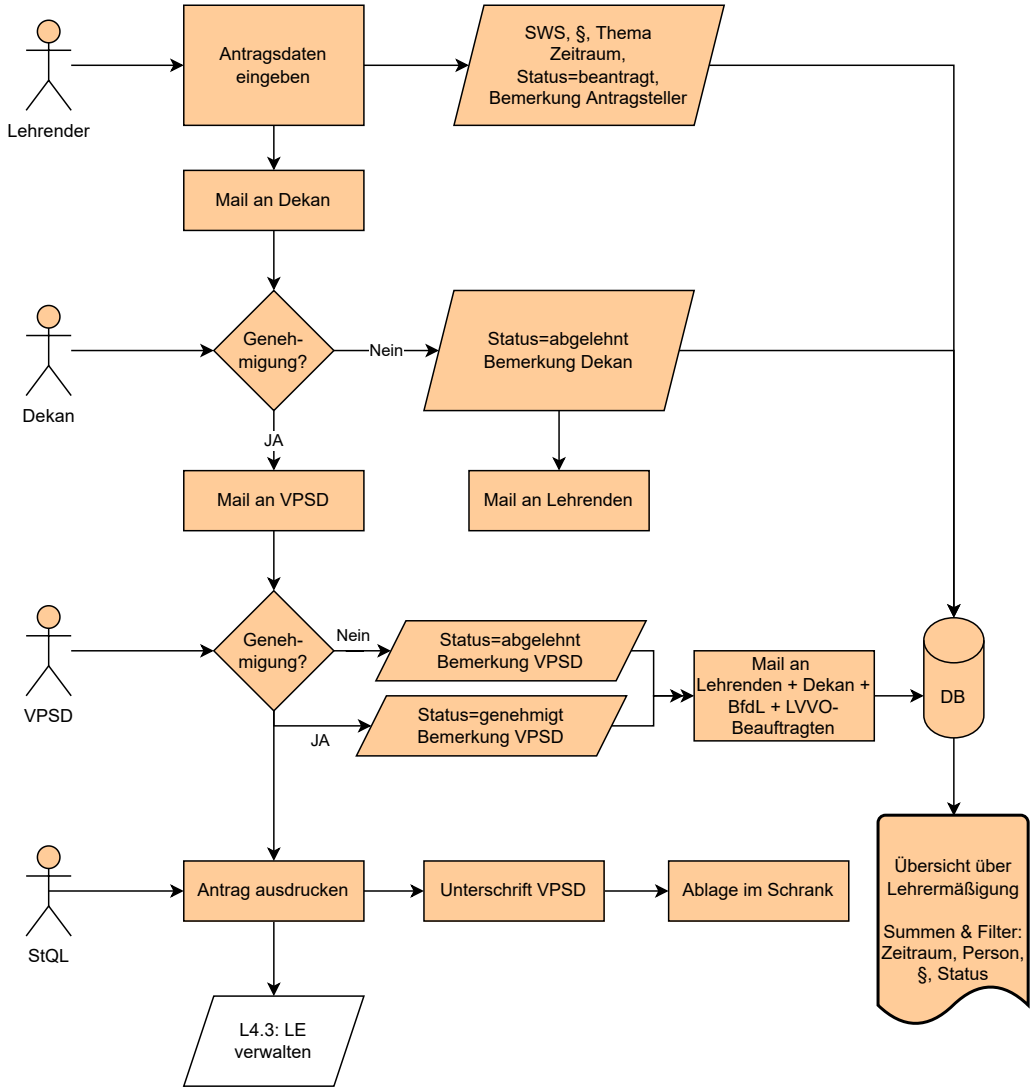 Antragsdaten
eingeben
SWS, §, Thema
Zeitraum,
Status=beantragt,
Bemerkung Antragsteller
Lehrender
Mail an Dekan
Geneh-
migung?
Nein
Status=abgelehnt
Bemerkung Dekan
Dekan
JA
Mail an VPSD
Mail an Lehrenden
Geneh-
migung?
Nein
Status=abgelehnt
Bemerkung VPSD
VPSD
JA
Status=genehmigt
Bemerkung VPSD
Mail an
Lehrenden + Dekan +
BfdL + LVVO-
Beauftragten
DB
Antrag ausdrucken
Unterschrift VPSD
Ablage im Schrank
StQL
Übersicht über
Lehrermäßigung
Summen & Filter:
Zeitraum, Person,
§, Status
L4.3: LE
verwalten